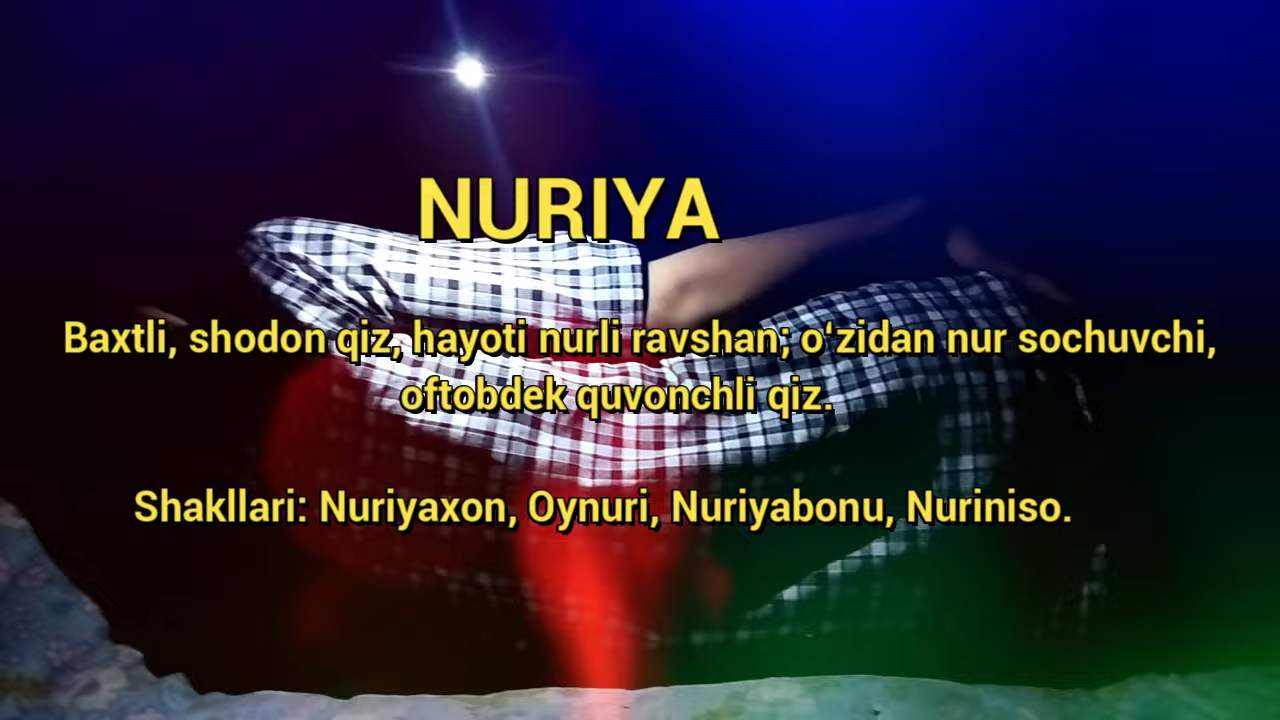 NURIYA
Baxtli, shodon qiz, hayoti nurli ravshan; oʻzidan nur sochuvchi,
oftobdek quvonchli qiz.
Shakllari: Nuriyaxon, Oynuri, Nuriyabonu, Nuriniso.